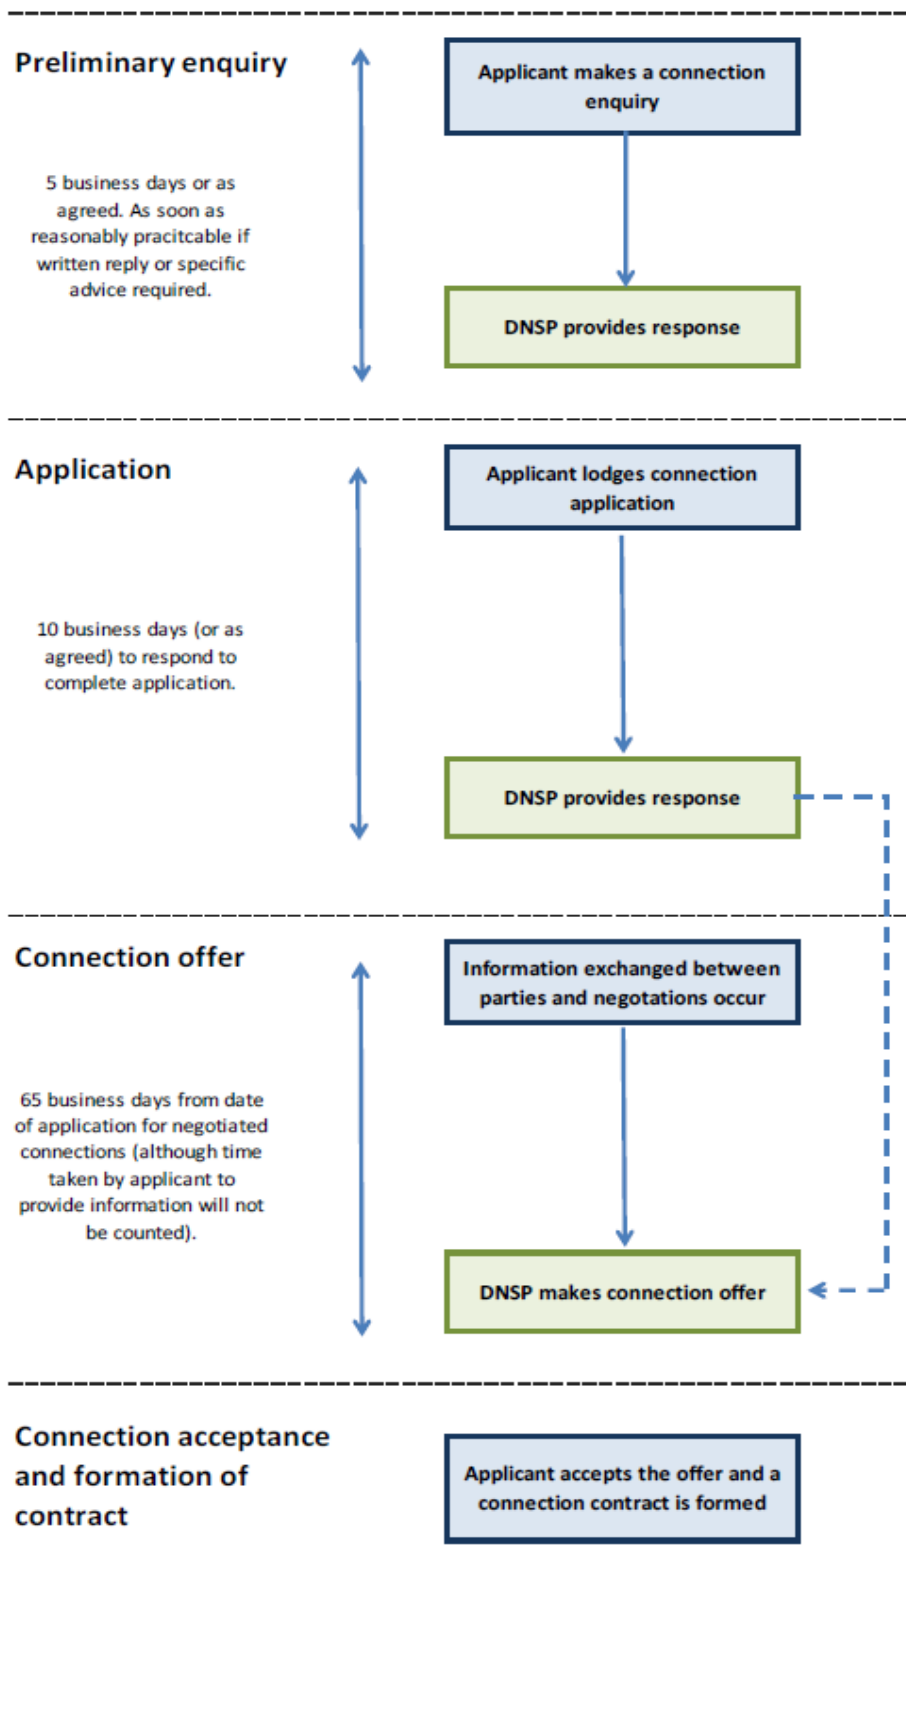 Preliminary enquiry
Applicant makes a connection
enquiry
5 business days or as
agreed. As soon as
reasonably pracitcable if
written reply or specific
advice required.
DNSP provides response
Application
Applicant lodges connection
application
10 business days (or as
agreed) to respond to
complete application.
DNSP provides response
Connection offer
Information exchanged between
parties and negotations occur
65 business days from date
of application for negotiated
connections (although time
taken by applicant to
provide information will not
be counted).
DNSP makes connection offer
Connection acceptance
and formation of
contract
Applicant accepts the offer and a
connection contract is formed